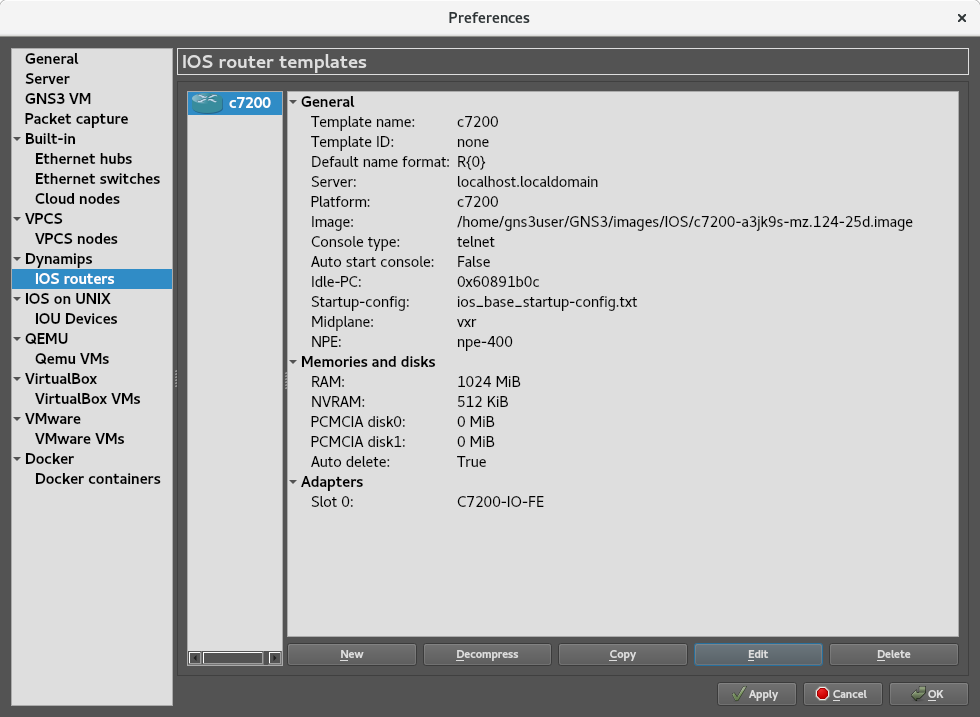 Preferences
General
Server
GNS3 VM
Packet capture
Built-in
Ethernet hubs
Ethernet switches
Cloud nodes
VPCS
VPCS nodes
Dynamips
IOS routers
IOS on UNIX
IOU Devices
QEMU
Qemu VMs
VirtualBox
VirtualBox VMs
VMware
VMware VMs
Docker
Docker containers
IOS router templates
c7200
General
Template name: c7200
Template ID: none
Default name format: R{0}
Server: localhost.localdomain
Platform: c7200
Image: /home/gns3user/GNS3/images/IOS/c7200-a3jk9s-mz.124-25d.image
Console type: telnet
Auto start console: False
Idle-PC: 0x60891b0c
Startup-config: ios_base_startup-config.txt
Midplane: vxr
NPE: npe-400
Memories and disks
RAM: 1024 MiB
NVRAM: 512 KiB
PCMCIA disk0: 0 MiB
PCMCIA disk1: 0 MiB
Auto delete: True
Adapters
Slot 0: C7200-IO-FE
New Decompress Copy Edit Delete
Apply Cancel OK